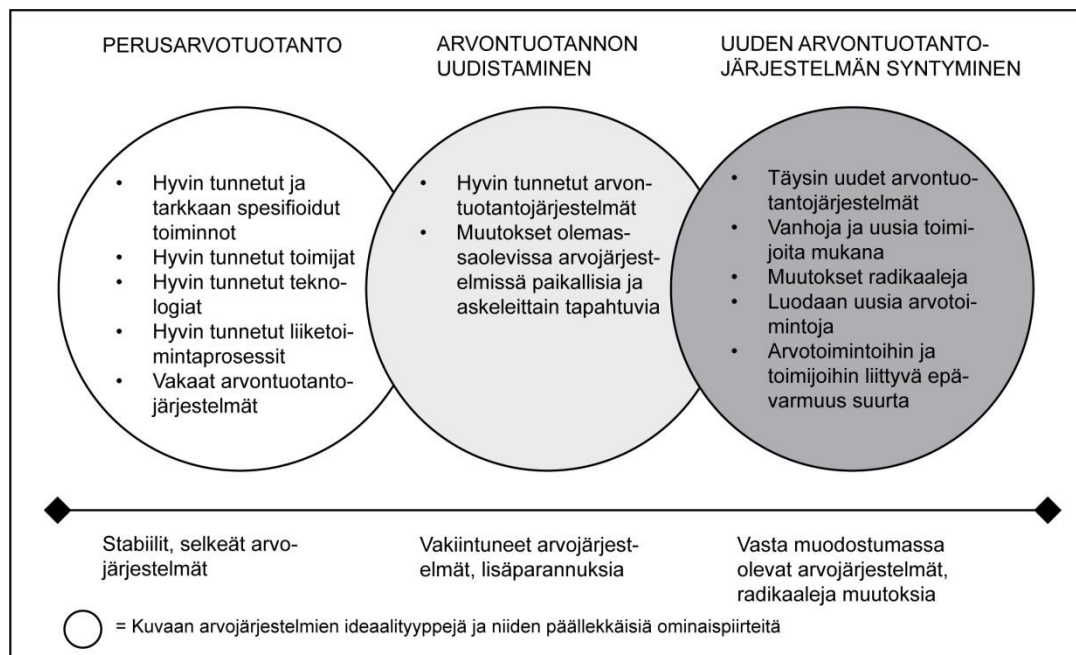 PERUSARVOTUOTANTO
ARVONTUOTANNON
UUDISTAMINEN
UUDEN ARVONTUOTANTO-
JÄRJESTELMÄN SYNTYMINEN
• Hyvin tunnetut ja
tarkkaan spesifioidut
toiminnot
• Hyvin tunnetut toimijat
• Hyvin tunnetut tekno-
logiat
• Hyvin tunnetut liiketoi-
mintaprosessit
• Vakaat arvontuotanto-
järjestelmät
• Hyvin tunnetut arvon-
tuotantojärjestelmät
• Muutokset olemas-
saolevissa arvojärjest-
elmissä paikallisia ja
askeleittain tapahtuvia
• Täysin uudet arvontuo-
tantojärjestelmät
• Vanhoja ja uusia toimi-
joita mukana
• Muutokset radikaaleja
• Luodaan uusia arvotoi-
mintoja
• Arvotoimintoihin ja
toimijoihin liittyvä epä-
varmuus suurta
Stabiilit, selkeät arvo-
järjestelmät
Vakiintuneet arvojärjest-
elmät, lisäparannuksia
Vasta muodostumassa
olevat arvojärjestelmät,
radikaaleja muutoksia
= Kuvaan arvojärjestelmien ideaalityyppejä ja niiden päällekkäisiä ominaispiirteitä